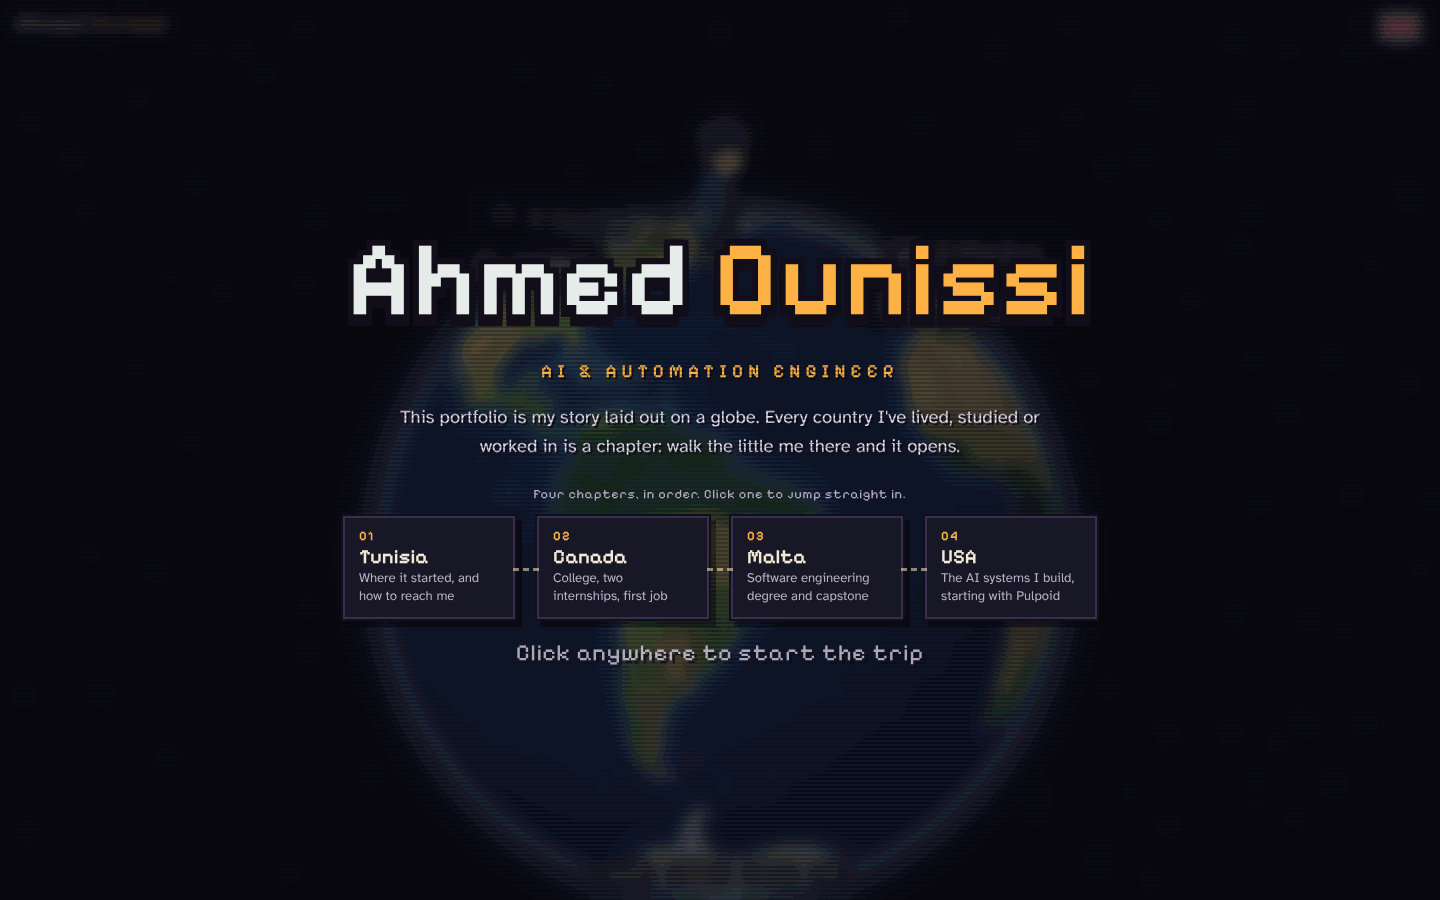 Ahmed Ounissi
AI & AUTOMATION ENGINEER
This portfolio is my story laid out on a globe. Every country I've lived, studied or
worked in is a chapter: walk the little me there and it opens.
Four chapters, in order. Click one to jump straight in.
01
Tunisia
Where it started, and
how to reach me
02
Canada
College, two
internships, first job
03
Malta
Software engineering
degree and capstone
04
USA
The AI systems I build,
starting with Pulpoid
Click anywhere to start the trip